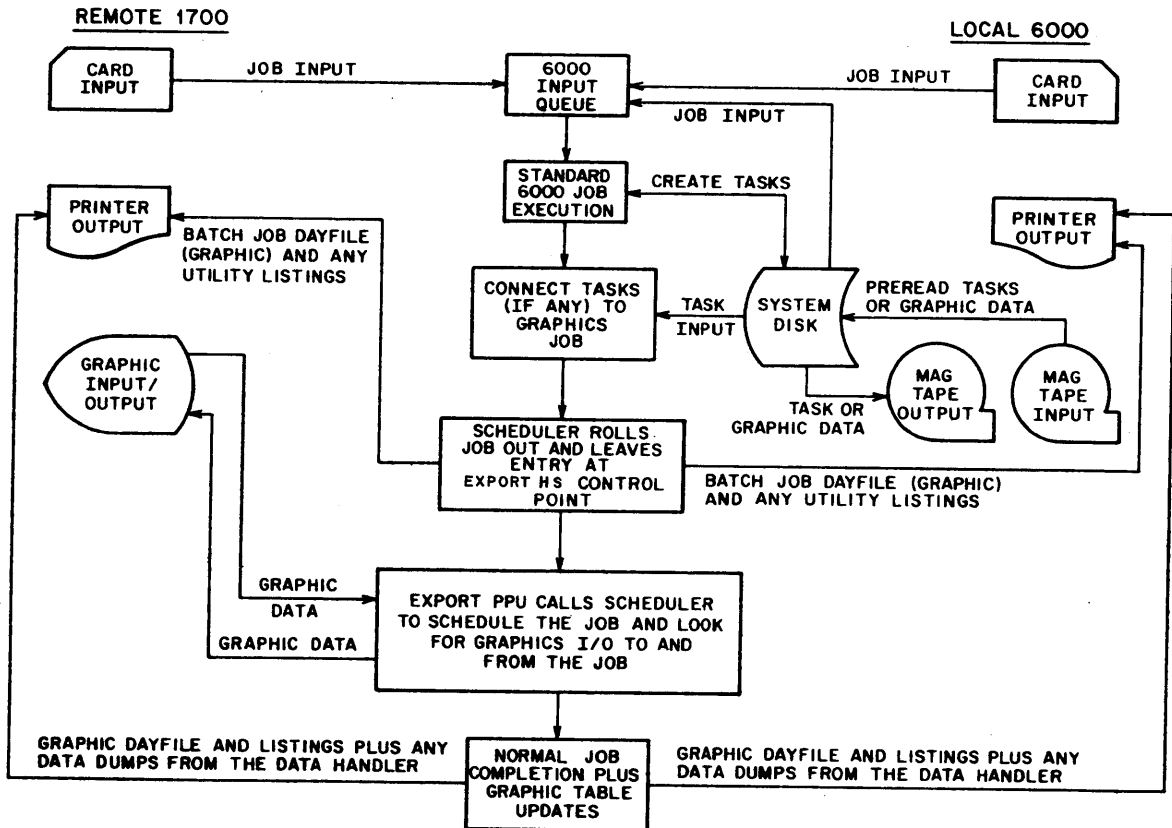 REMOTE 1700
LOCAL 6000
CARD
INPUT
JOB INPUT
6000
INPUT
QUEUE
JOB INPUT
CARD
INPUT
JOB INPUT
STANDARD
6000 JOB
EXECUTION
CREATE TASKS
PRINTER
OUTPUT
BATCH JOB DAYFILE
(GRAPHIC) AND ANY
UTILITY LISTINGS
PRINTER
OUTPUT
CONNECT TASKS
(IF ANY) TO
GRAPHICS
JOB
TASK
INPUT
SYSTEM
DISK
PREREAD TASKS
OR GRAPHIC DATA
GRAPHIC
INPUT/
OUTPUT
MAG
TAPE
OUTPUT
MAG
TAPE
INPUT
TASK OR
GRAPHIC DATA
SCHEDULER ROLLS
JOB OUT AND LEAVES
ENTRY AT
EXPORT HS CONTROL
POINT
BATCH JOB DAYFILE (GRAPHIC)
AND ANY UTILITY LISTINGS
GRAPHIC
DATA
GRAPHIC DATA
EXPORT PPU CALLS SCHEDULER
TO SCHEDULE THE JOB AND LOOK
FOR GRAPHICS I/O TO AND
FROM THE JOB
GRAPHIC DAYFILE AND LISTINGS PLUS ANY
DATA DUMPS FROM THE DATA HANDLER
NORMAL JOB
COMPLETION PLUS
GRAPHIC TABLE
UPDATES
GRAPHIC DAYFILE AND LISTINGS PLUS ANY
DATA DUMPS FROM THE DATA HANDLER